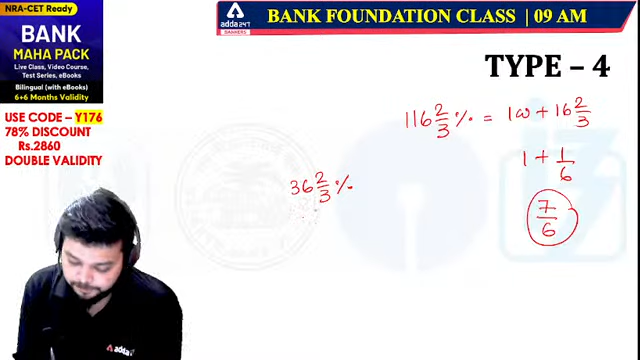 NRA-CET Ready
BANK
MAHA PACK
Live Class, Video Course,
Test Series, eBooks
Bilingual (with eBooks)
6+6 Months Validity
USE CODE – Y176
78% DISCOUNT
Rs.2860
DOUBLE VALIDITY
adda247
BANKERS
BANK FOUNDATION CLASS | 09 AM
TYPE – 4
116 2/3 % = 100 + 16 2/3
1 + 1/6
7/6
36 2/3 %
adda247